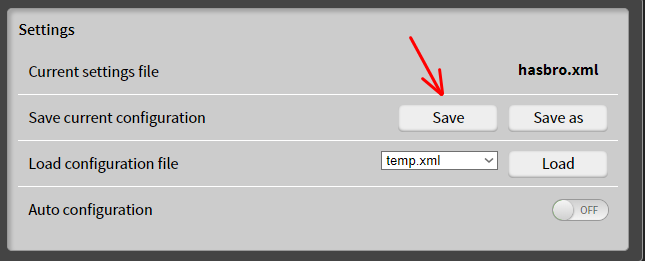 Settings
Current settings file hasbro.xml
Save current configuration Save Save as
Load configuration file temp.xml Load
Auto configuration OFF